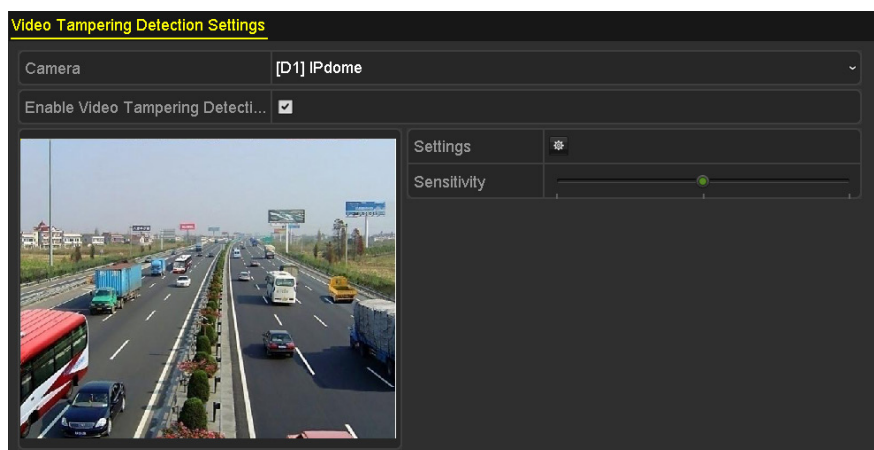 Video Tampering Detection Settings
Camera
[D1] IPdome
Enable Video Tampering Detecti...
Settings
Sensitivity